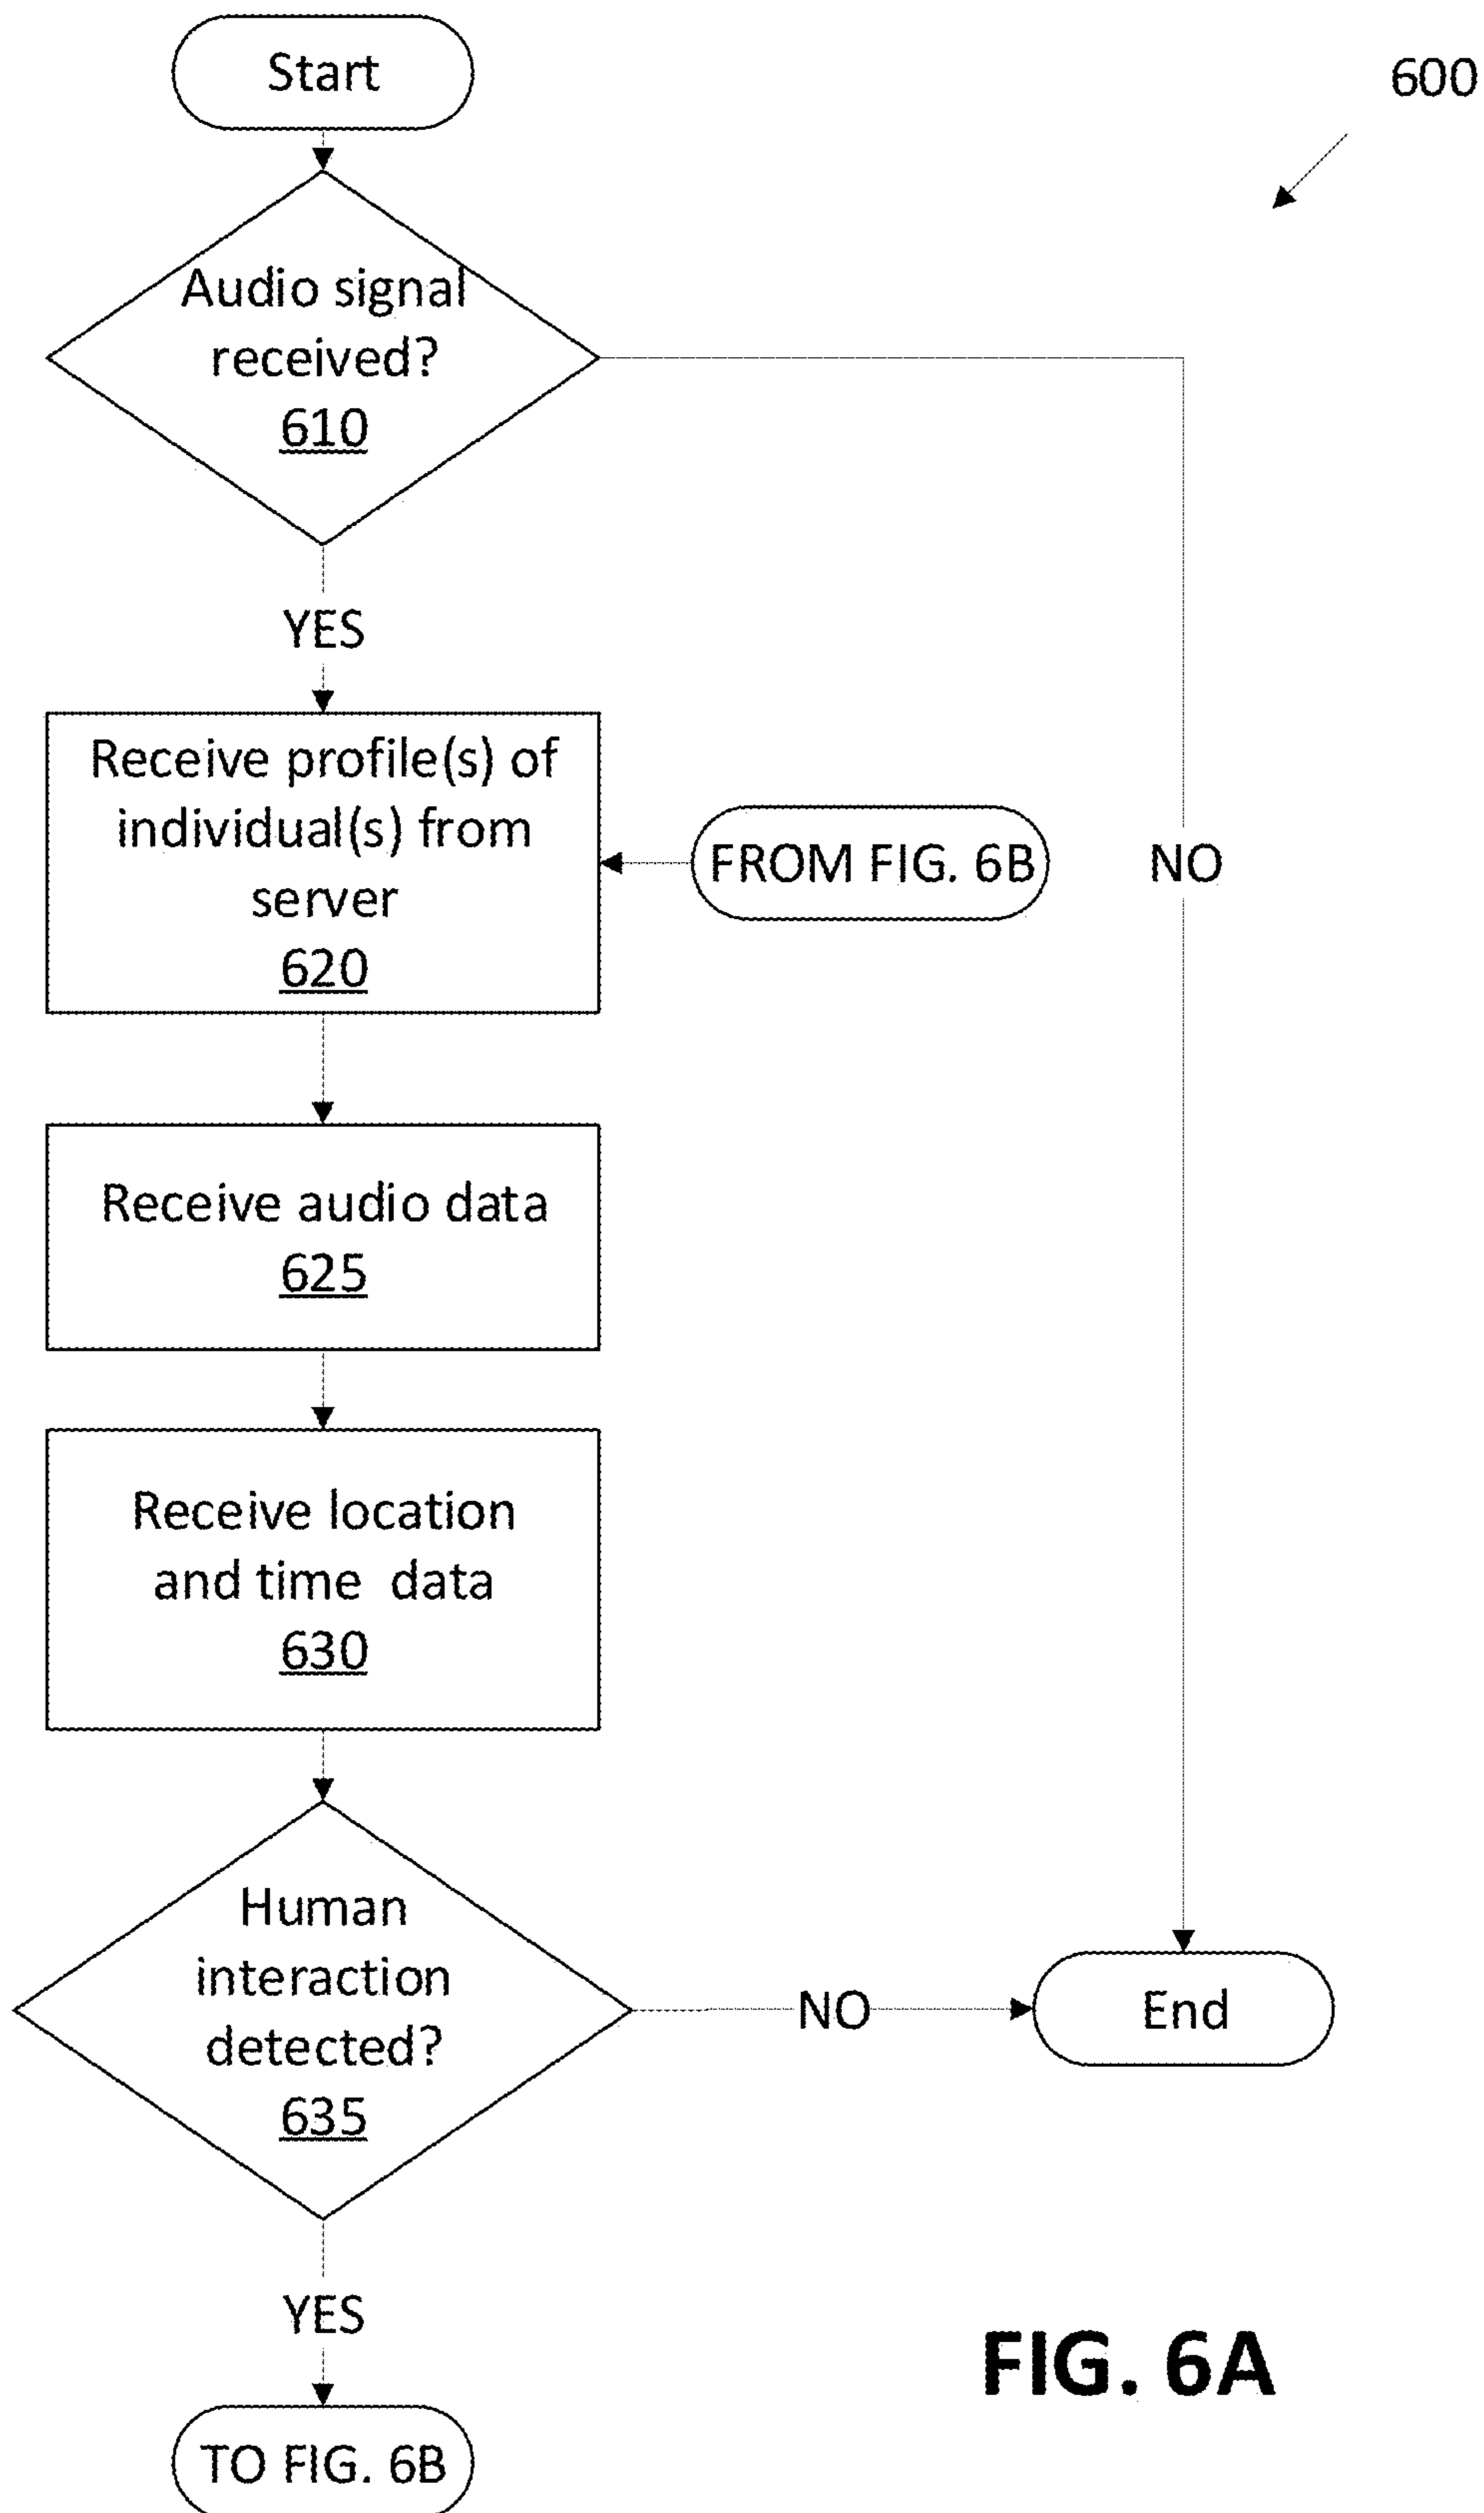 Start
600
Audio signal
received?
610
YES
Receive profile(s) of
individual(s) from
server
620
FROM FIG. 6B
NO
Receive audio data
625
Receive location
and time data
630
Human
interaction
detected?
635
NO
End
YES
TO FIG. 6B
FIG. 6A